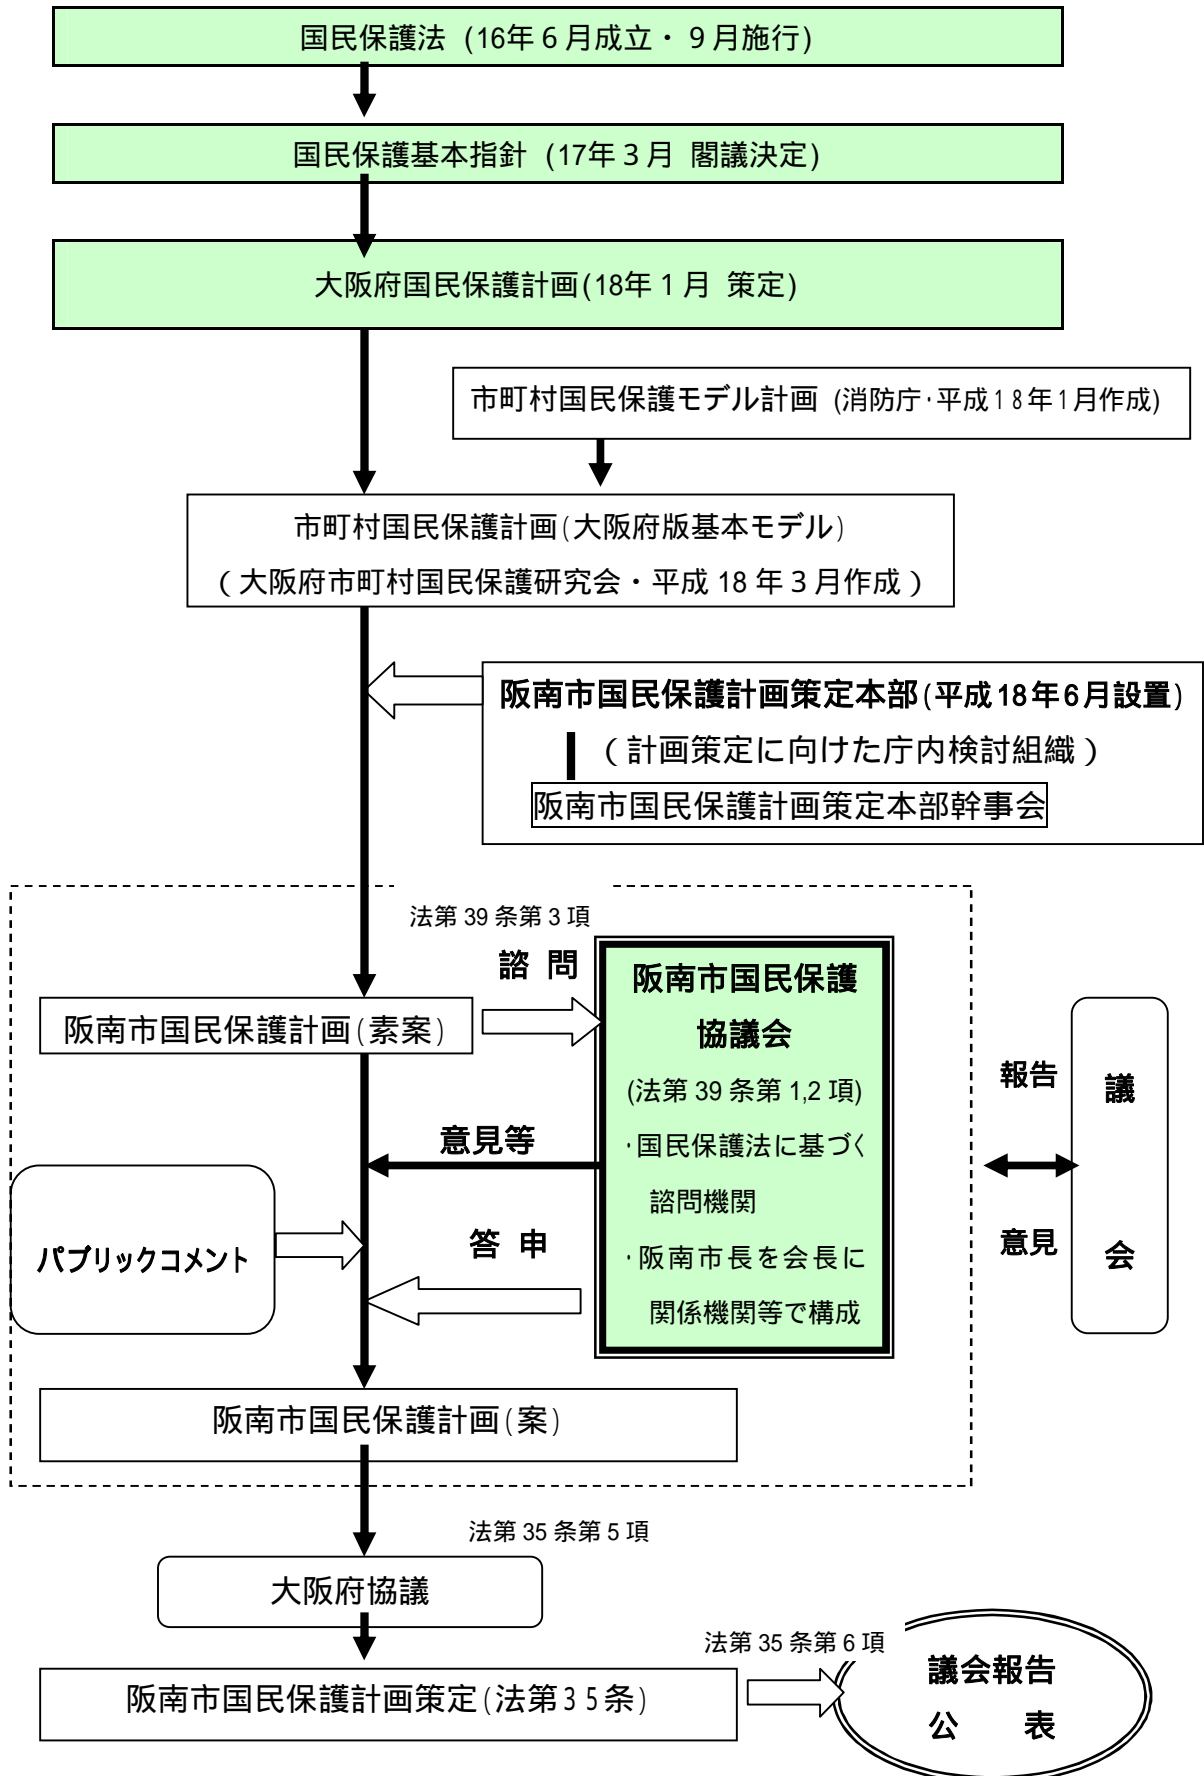 国民保護法 (16年６月成立・９月施行)
国民保護基本指針 (17年３月 閣議決定)
大阪府国民保護計画(18年１月 策定)
市町村国民保護モデル計画 (消防庁・平成１８年１月作成)
市町村国民保護計画(大阪府版基本モデル)
（大阪府市町村国民保護研究会・平成 18 年３月作成）
阪南市国民保護計画策定本部(平成18年6月設置)
（計画策定に向けた庁内検討組織）
阪南市国民保護計画策定本部幹事会
法第 39 条第 3 項
諮 問
阪南市国民保護計画(素案)
阪南市国民保護
協議会
(法第 39 条第 1,2 項)
・国民保護法に基づく
諮問機関
・阪南市長を会長に
関係機関等で構成
意見等
パブリックコメント
答 申
報告
意見
議
会
阪南市国民保護計画(案)
法第 35 条第 5 項
大阪府協議
法第 35 条第 6 項
阪南市国民保護計画策定(法第３５条)
議会報告
公 表